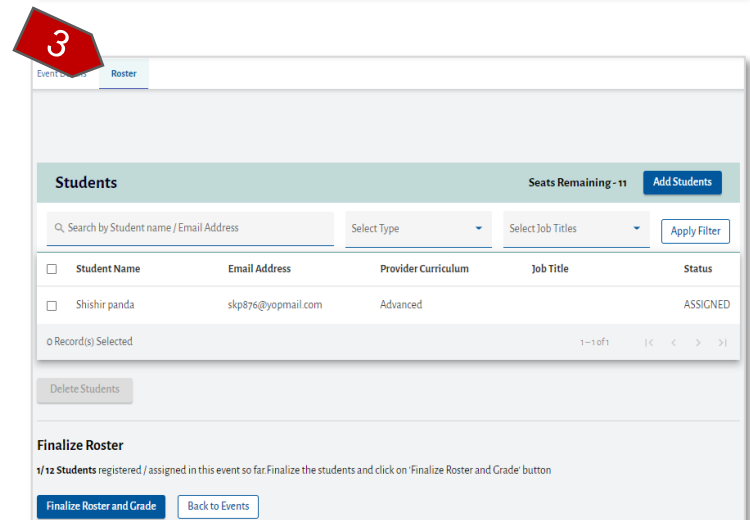 3
Event Roster
Students Seats Remaining - 11 Add Students
Search by Student name / Email Address Select Type Select Job Titles Apply Filter
Student Name Email Address Provider Curriculum Job Title Status
Shishir panda skp876@yopmail.com Advanced ASSIGNED
0 Record(s) Selected 1 – 1 of 1
Delete Students
Finalize Roster
1/12 Students registered / assigned in this event so far.Finalize the students and click on 'Finalize Roster and Grade' button
Finalize Roster and Grade Back to Events